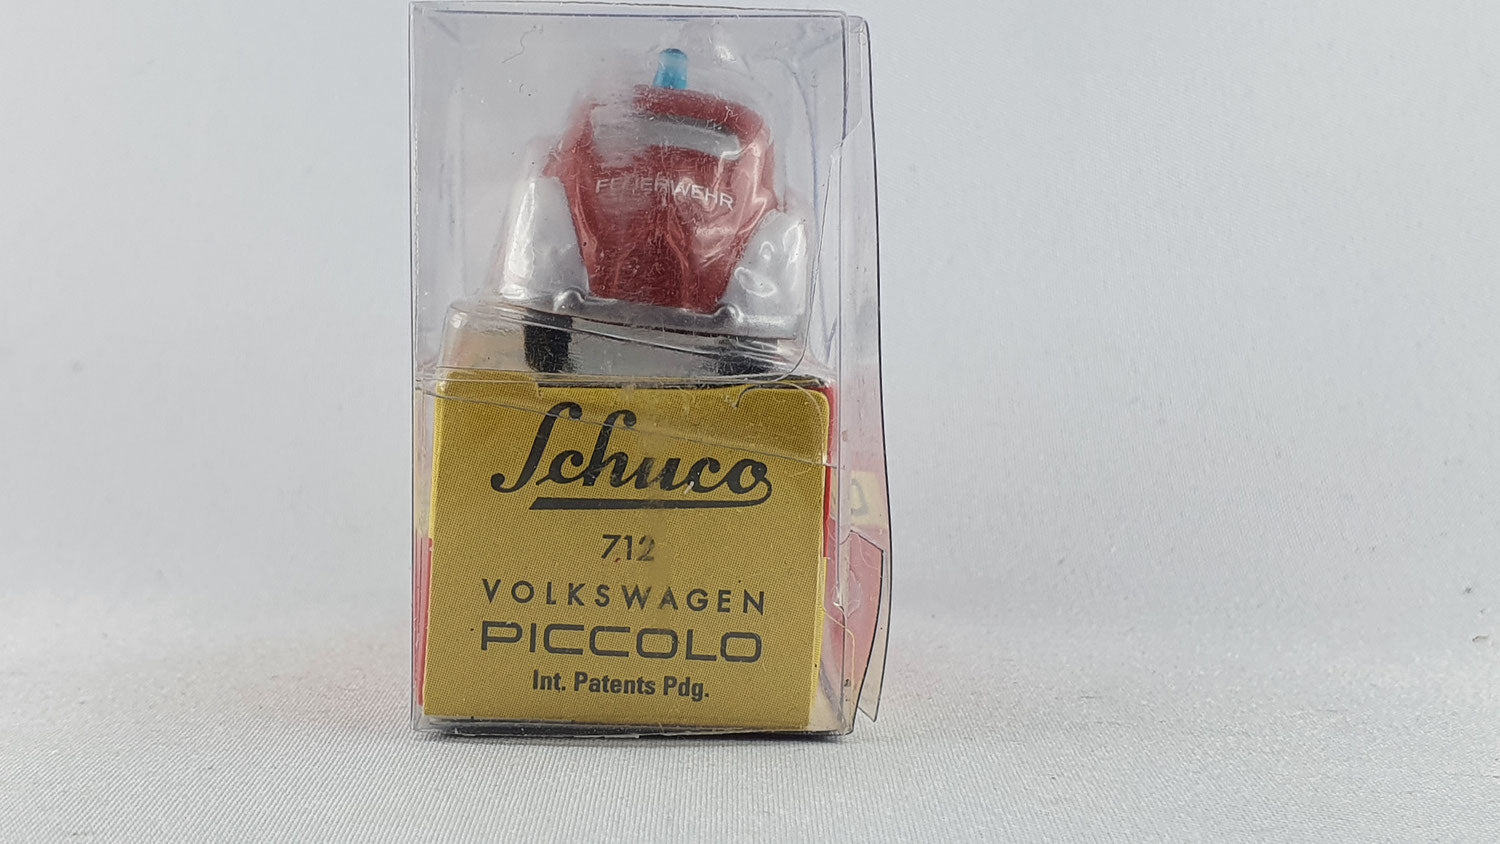 FEUERWEHR
Schuco
712
VOLKSWAGEN
PICCOLO
Int. Patents Pdg.